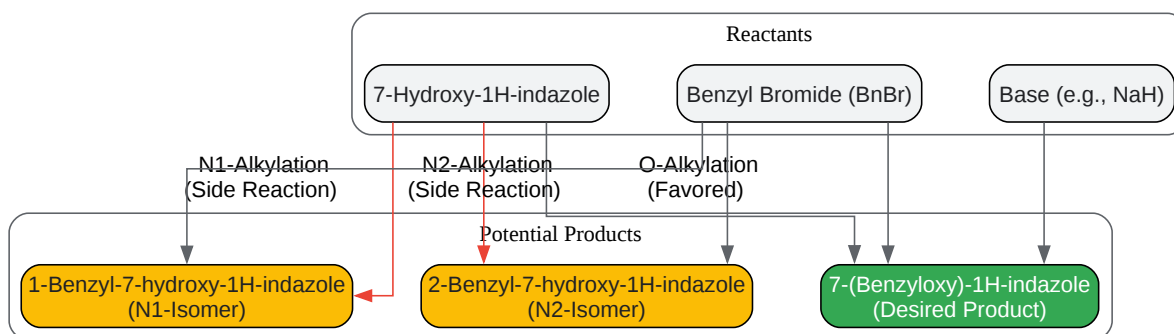 Reactants
7-Hydroxy-1H-indazole
Benzyl Bromide (BnBr)
Base (e.g., NaH)
N1-Alkylation
(Side Reaction)
N2-Alkylation
(Side Reaction)
O-Alkylation
(Favored)
Potential Products
1-Benzyl-7-hydroxy-1H-indazole
(N1-Isomer)
2-Benzyl-7-hydroxy-1H-indazole
(N2-Isomer)
7-(Benzyloxy)-1H-indazole
(Desired Product)